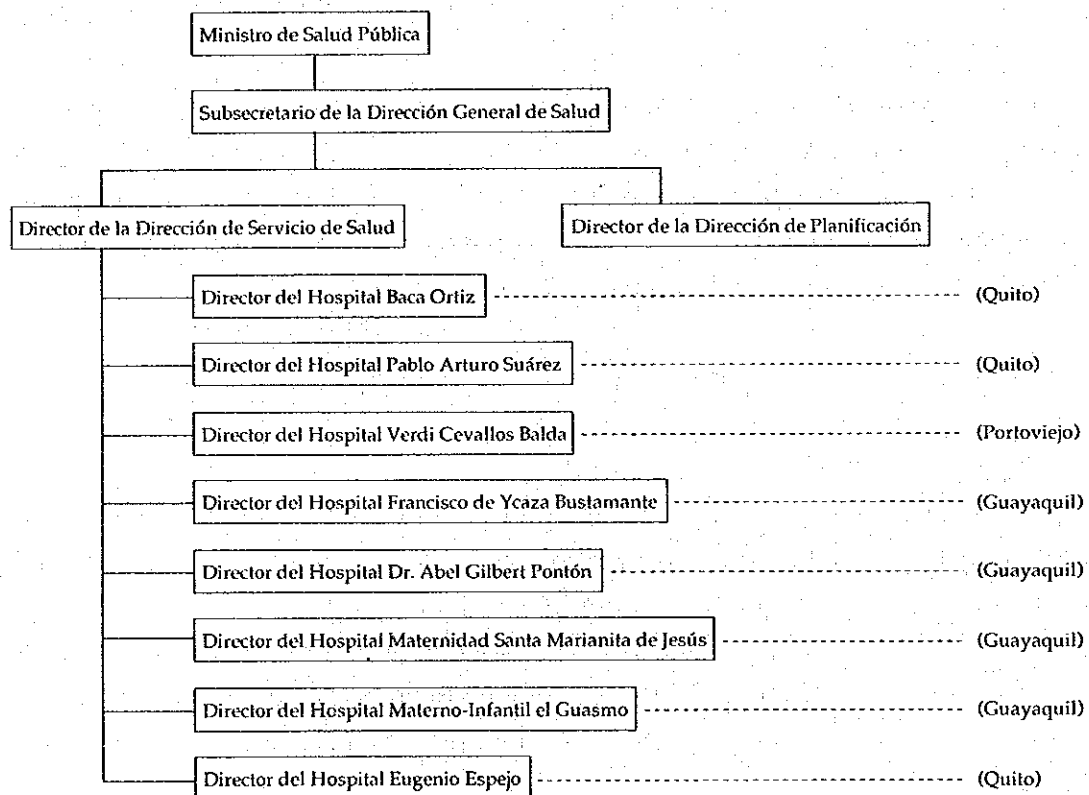 Ministro de Salud Pública
Subsecretario de la Dirección General de Salud
Director de la Dirección de Servicio de Salud
Director de la Dirección de Planificación
Director del Hospital Baca Ortiz (Quito)
Director del Hospital Pablo Arturo Suárez (Quito)
Director del Hospital Verdi Cevallos Balda (Portoviejo)
Director del Hospital Francisco de Ycaza Bustamante (Guayaquil)
Director del Hospital Dr. Abel Gilbert Pontón (Guayaquil)
Director del Hospital Maternidad Santa Marianita de Jesús (Guayaquil)
Director del Hospital Materno-Infantil el Guasmo (Guayaquil)
Director del Hospital Eugenio Espejo (Quito)